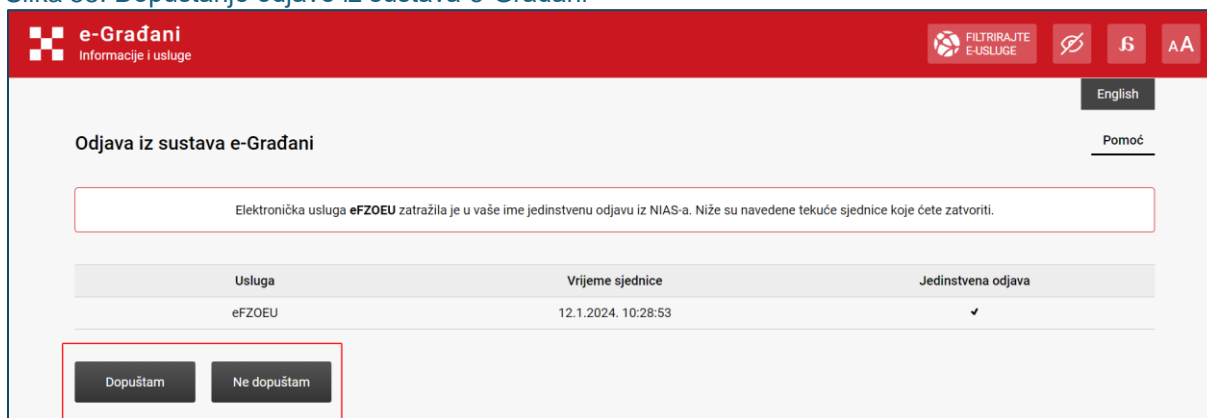 e-Građani
Informacije i usluge
FILTRIRAJTE
E-USLUGE
AA
English
Odjava iz sustava e-Građani
Pomoć
Elektronička usluga eFZOEU zatražila je u vaše ime jedinstvenu odjavu iz NIAS-a. Niže su navedene tekuće sjednice koje ćete zatvoriti.
Usluga Vrijeme sjednice Jedinstvena odjava
eFZOEU 12.1.2024. 10:28:53 ✔
Dopuštam Ne dopuštam